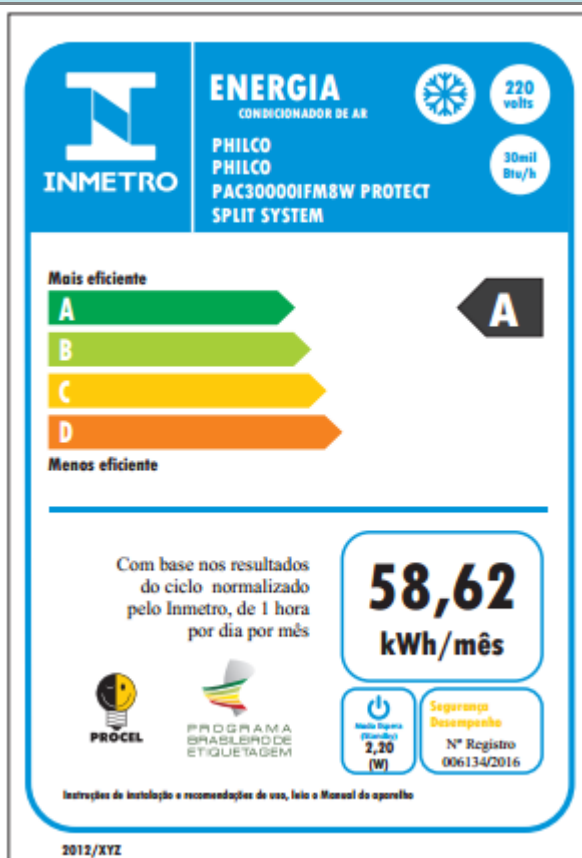 INMETRO
ENERGIA
CONDICIONADOR DE AR
220
volts
30mil
Btu/h
PHILCO
PHILCO
PAC30000IFM8W PROTECT
SPLIT SYSTEM
Mais eficiente
A
A
B
C
D
Menos eficiente
Com base nos resultados
do ciclo normalizado
pelo Inmetro, de 1 hora
por dia por mês
58,62
kWh/mês
PROCEL
PROGRAMA
BRASILEIRO DE
ETIQUETAGEM
Modo Espera
(Standby)
2,20
(W)
Segurança
Desempenho
Nº Registro
006134/2016
Instruções de instalação e recomendações de uso, leia o Manual do aparelho
2012/XYZ